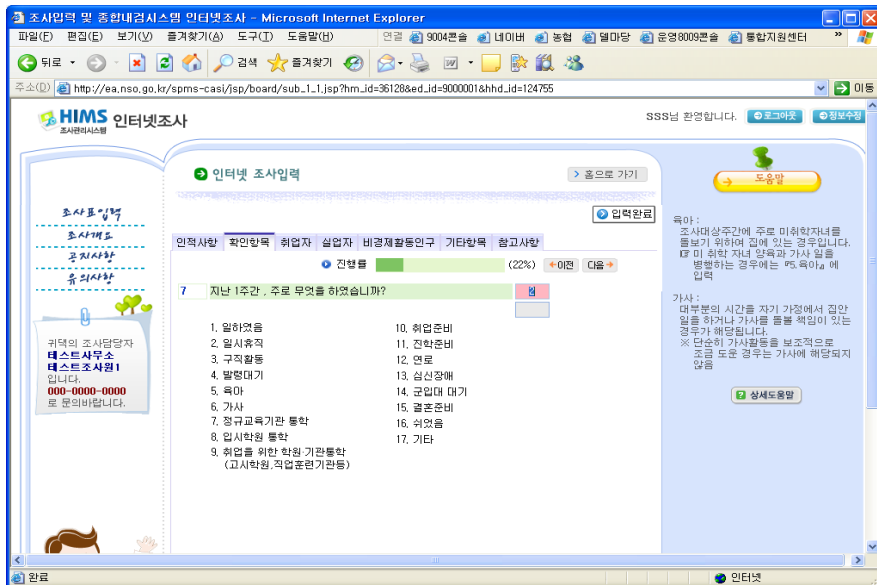 조사입력 및 종합내검시스템 인터넷조사 - Microsoft Internet Explorer
파일(F) 편집(E) 보기(V) 즐겨찾기(A) 도구(T) 도움말(H) 연결 9004콘솔 네이버 농협 델마당 운영8009콘솔 통합지원센터 »
뒤로 검색 즐겨찾기
주소(D) http://ea.nso.go.kr/spms-casi/jsp/board/sub_1_1.jsp?hm_id=36128&ed_id=9000001&hhd_id=124755 이동
HIMS 인터넷조사
조사관리시스템
SSS님 환영합니다. 로그아웃 정보수정
인터넷 조사입력 홈으로 가기
입력완료
인적사항 확인항목 취업자 실업자 비경제활동인구 기타항목 참고사항
진행률 (22%) 이전 다음
7 지난 1주간 , 주로 무엇을 하였습니까?
1. 일하였음
2. 일시휴직
3. 구직활동
4. 발령대기
5. 육아
6. 가사
7. 정규교육기관 통학
8. 입시학원 통학
9. 취업을 위한 학원·기관통학
(고시학원,직업훈련기관등)
10. 취업준비
11. 진학준비
12. 연로
13. 심신장애
14. 군입대 대기
15. 결혼준비
16. 쉬었음
17. 기타
조사표입력
조사개요
공지사항
유의사항
귀댁의 조사담당자
테스트사무소
테스트조사원1
입니다.
000-0000-0000
로 문의바랍니다.
도움말
육아 :
조사대상주간에 주로 미취학자녀를
돌보기 위하여 집에 있는 경우입니다.
☞ 미 취학 자녀 양육과 가사 일을
병행하는 경우에는 『5.육아』 에
입력
가사 :
대부분의 시간을 자기 가정에서 집안
일을 하거나 가사를 돌볼 책임이 있는
경우가 해당됩니다.
※ 단순히 가사활동을 보조적으로
조금 도운 경우는 가사에 해당되지
않음
상세도움말
완료 인터넷